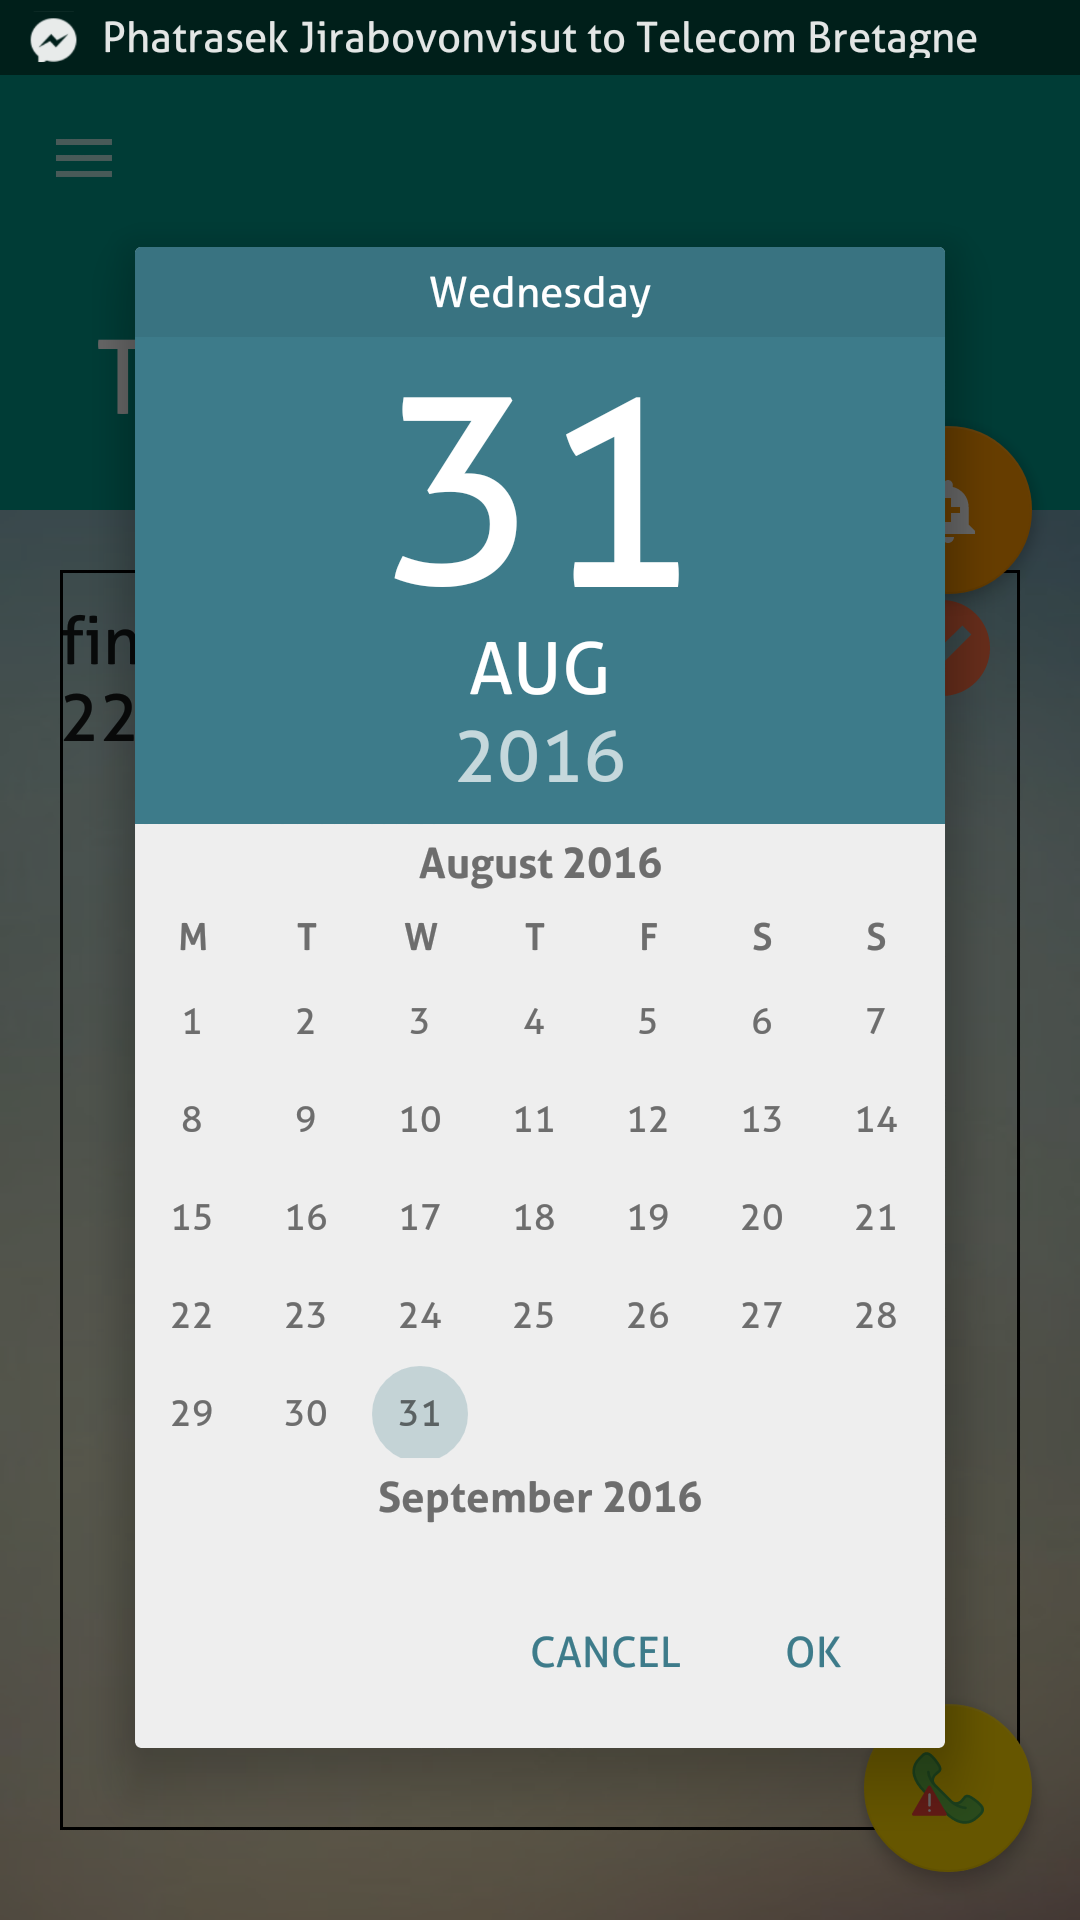 Phatrasek Jirabovonvisut to Telecom Bretagne
Wednesday
31
AUG
2016
22
August 2016
M T W T F S S
1 2 3 4 5 6 7
8 9 10 11 12 13 14
15 16 17 18 19 20 21
22 23 24 25 26 27 28
29 30 31
September 2016
CANCEL OK